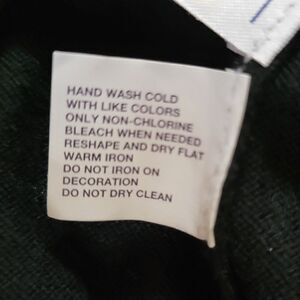 HAND WASH COLD
WITH LIKE COLORS
ONLY NON-CHLORINE
BLEACH WHEN NEEDED
RESHAPE AND DRY FLAT
WARM IRON
DO NOT IRON ON
DECORATION
DO NOT DRY CLEAN